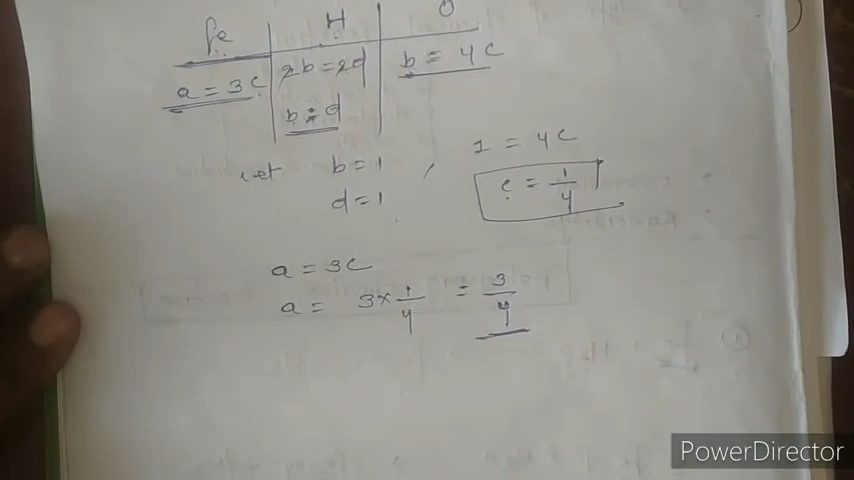 Fe H O
a = 3c 2b = 2d b = 4c
b = d
Let b = 1 , 1 = 4c
d = 1 c = 1/4
a = 3c
a = 3 × 1/4 = 3/4
PowerDirector